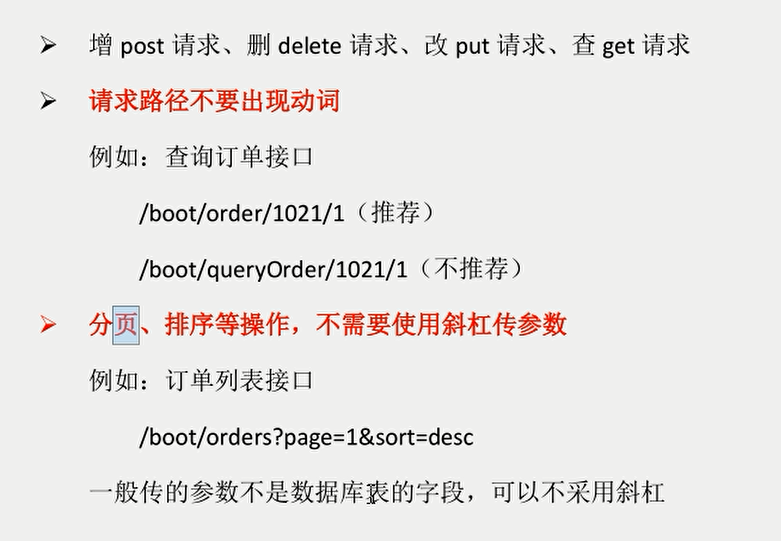 增 post 请求、删 delete 请求、改 put 请求、查 get 请求
请求路径不要出现动词
例如：查询订单接口
/boot/order/1021/1（推荐）
/boot/queryOrder/1021/1（不推荐）
分页、排序等操作，不需要使用斜杠传参数
例如：订单列表接口
/boot/orders?page=1&sort=desc
一般传的参数不是数据库表的字段，可以不采用斜杠